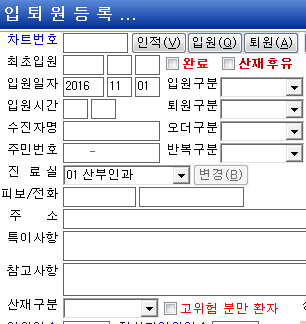 입 퇴 원 등 록 ...
차트번호 인적(V) 입원(Q) 퇴원(A)
최초입원 완료 산재후유
입원일자 2016 11 01 입원구분
입원시간 퇴원구분
수진자명 오더구분
주민번호 - 반복구분
진 료 실 01 산부인과 변경(B)
피보/전화
주 소
특이사항
참고사항
산재구분 고위험 분만 환자